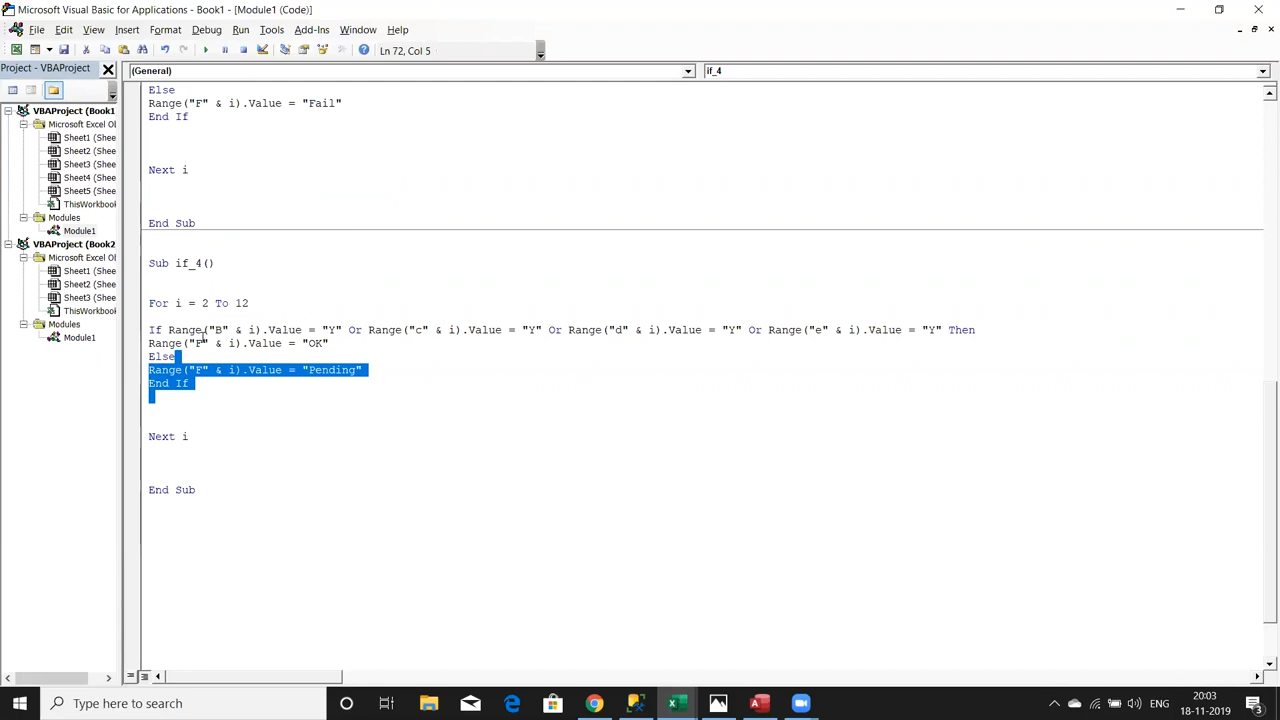 Microsoft Visual Basic for Applications - Book1 - [Module1 (Code)]
File Edit View Insert Format Debug Run Tools Add-Ins Window Help
Ln 72, Col 5
Project - VBAProject
(General)
if_4
VBAProject (Book1
Microsoft Excel Ob
Sheet1 (Shee
Sheet2 (Shee
Sheet3 (Shee
Sheet4 (Shee
Sheet5 (Shee
ThisWorkbook
Modules
Module1
VBAProject (Book2
Microsoft Excel Ob
Sheet1 (Shee
Sheet2 (Shee
Sheet3 (Shee
ThisWorkbook
Modules
Module1
Else
Range("F" & i).Value = "Fail"
End If
Next i
End Sub
Sub if_4()
For i = 2 To 12
If Range("B" & i).Value = "Y" Or Range("c" & i).Value = "Y" Or Range("d" & i).Value = "Y" Or Range("e" & i).Value = "Y" Then
Range("F" & i).Value = "OK"
Else
Range("F" & i).Value = "Pending"
End If
Next i
End Sub
Type here to search
ENG
20:03
18-11-2019
3